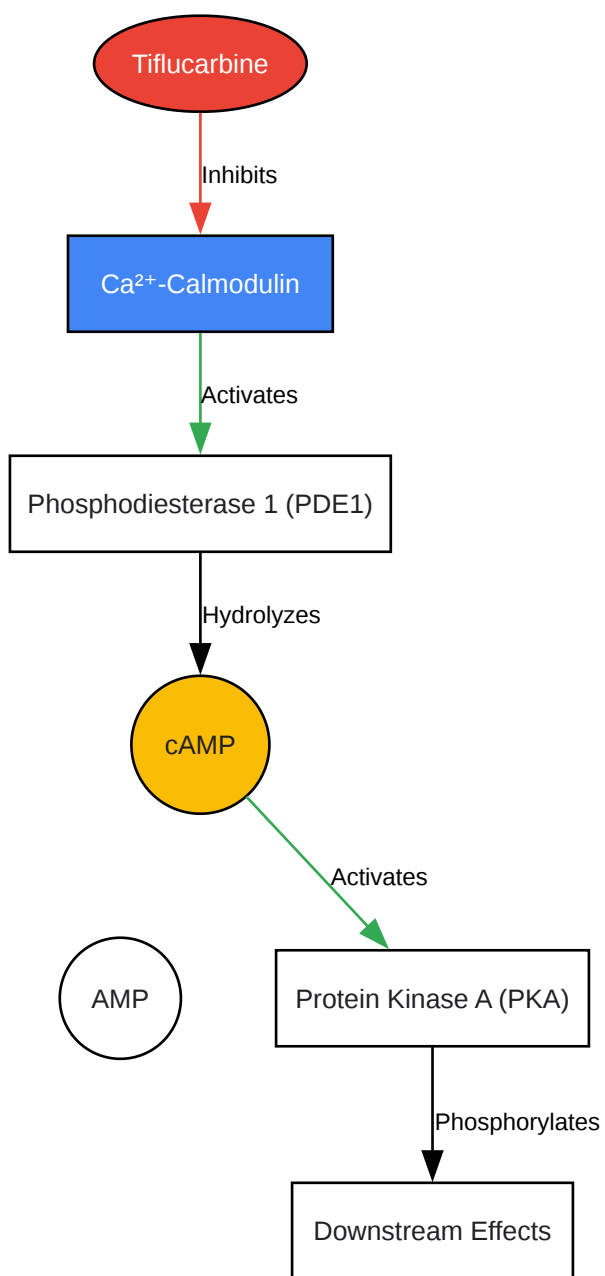 Tiflucarbine
Inhibits
Ca²⁺-Calmodulin
Activates
Phosphodiesterase 1 (PDE1)
Hydrolyzes
cAMP
Activates
AMP
Protein Kinase A (PKA)
Phosphorylates
Downstream Effects